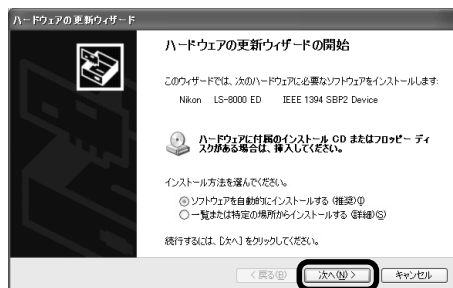 ハードウェアの更新ウィザード
ハードウェアの更新ウィザードの開始
このウィザードでは、次のハードウェアに必要なソフトウェアをインストールします:
Nikon LS-8000 ED IEEE 1394 SBP2 Device
ハードウェアに付属のインストール CD またはフロッピー ディ
スクがある場合は、挿入してください。
インストール方法を選んでください。
ソフトウェアを自動的にインストールする (推奨)(I)
一覧または特定の場所からインストールする (詳細)(S)
続行するには、[次へ] をクリックしてください。
< 戻る(B) 次へ(N) > キャンセル